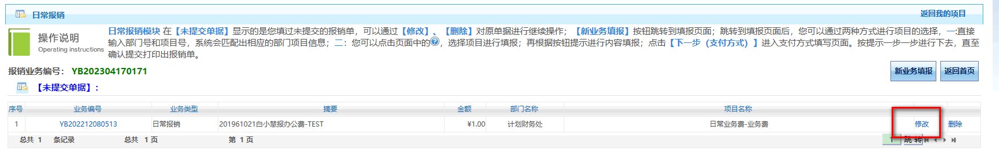 日常报销
返回我的项目
操作说明
Operating instructions
日常报销模块 在【未提交单据】显示的是您填过未提交的报销单，可以通过【修改】、【删除】对原单据进行继续操作；【新业务填报】按钮跳转到填报页面；跳转到填报页面后，您可以通过两种方式进行项目的选择，一:直接
输入部门号和项目号，系统会匹配出相应的部门项目信息；二：您可以点击页面中的?，选择项目进行填报；再根据按钮提示进行内容填报；点击【下一步（支付方式）】进入支付方式填写页面。按提示一步一步进行下去，直至
确认提交打印出报销单。
报销业务编号： YB202304170171
新业务填报 返回首页
【未提交单据】：
序号 业务编号 业务类型 摘要 金额 部门名称 项目名称
1 YB202212080513 日常报销 201961021白小慧报办公费-TEST ¥1.00 计划财务处 日常业务费-业务费 修改 删除
总共 1 条记录 总共 1 页 第 1 页 1 跳 转